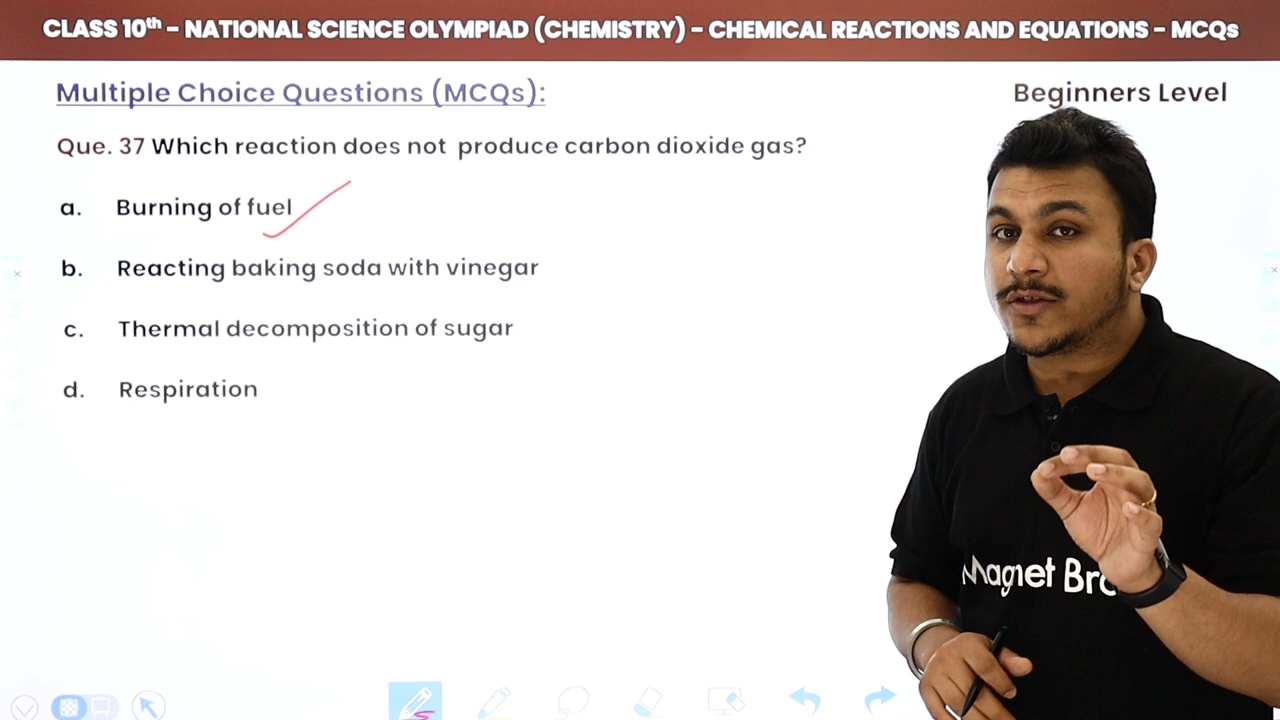 CLASS 10th – NATIONAL SCIENCE OLYMPIAD (CHEMISTRY) – CHEMICAL REACTIONS AND EQUATIONS – MCQs
Multiple Choice Questions (MCQs):
Beginners Level
Que. 37 Which reaction does not produce carbon dioxide gas?
a. Burning of fuel
b. Reacting baking soda with vinegar
c. Thermal decomposition of sugar
d. Respiration
Magnet